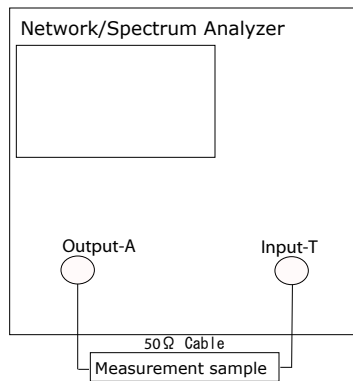 Network/Spectrum Analyzer
Output-A
Input-T
50Ω Cable
Measurement sample